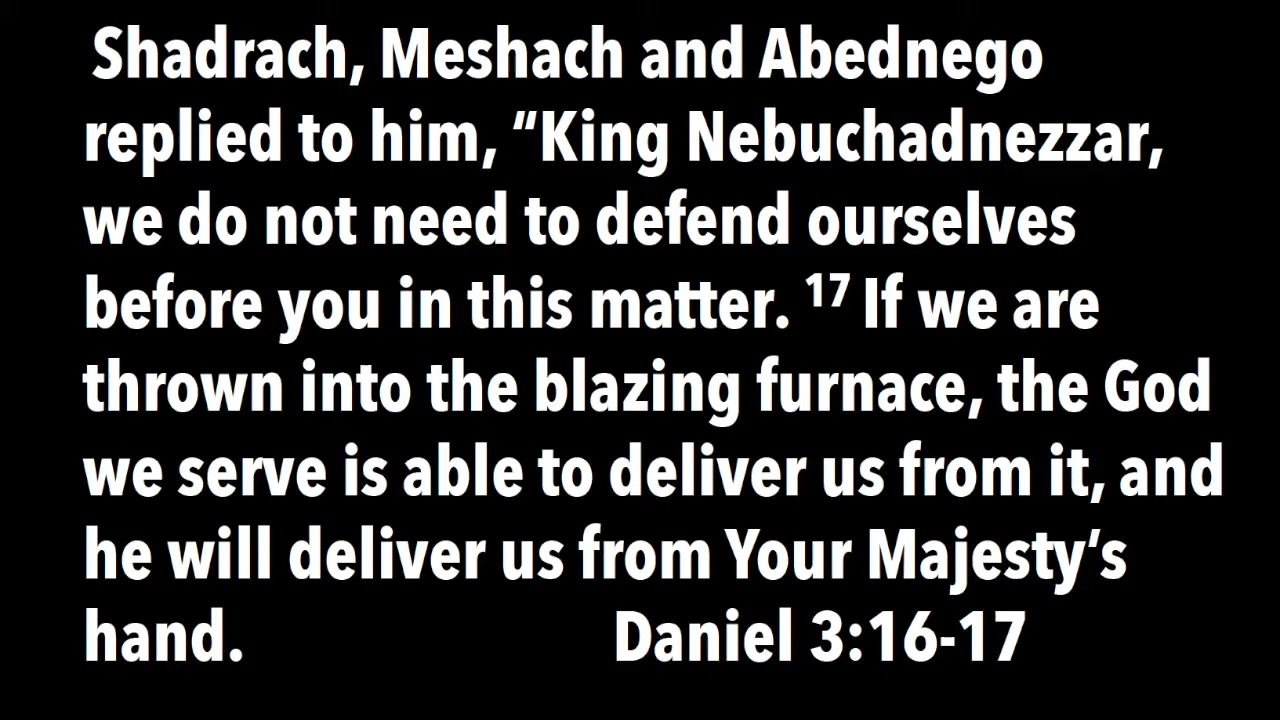 Shadrach, Meshach and Abednego
replied to him, “King Nebuchadnezzar,
we do not need to defend ourselves
before you in this matter. 17 If we are
thrown into the blazing furnace, the God
we serve is able to deliver us from it, and
he will deliver us from Your Majesty’s
hand. Daniel 3:16-17